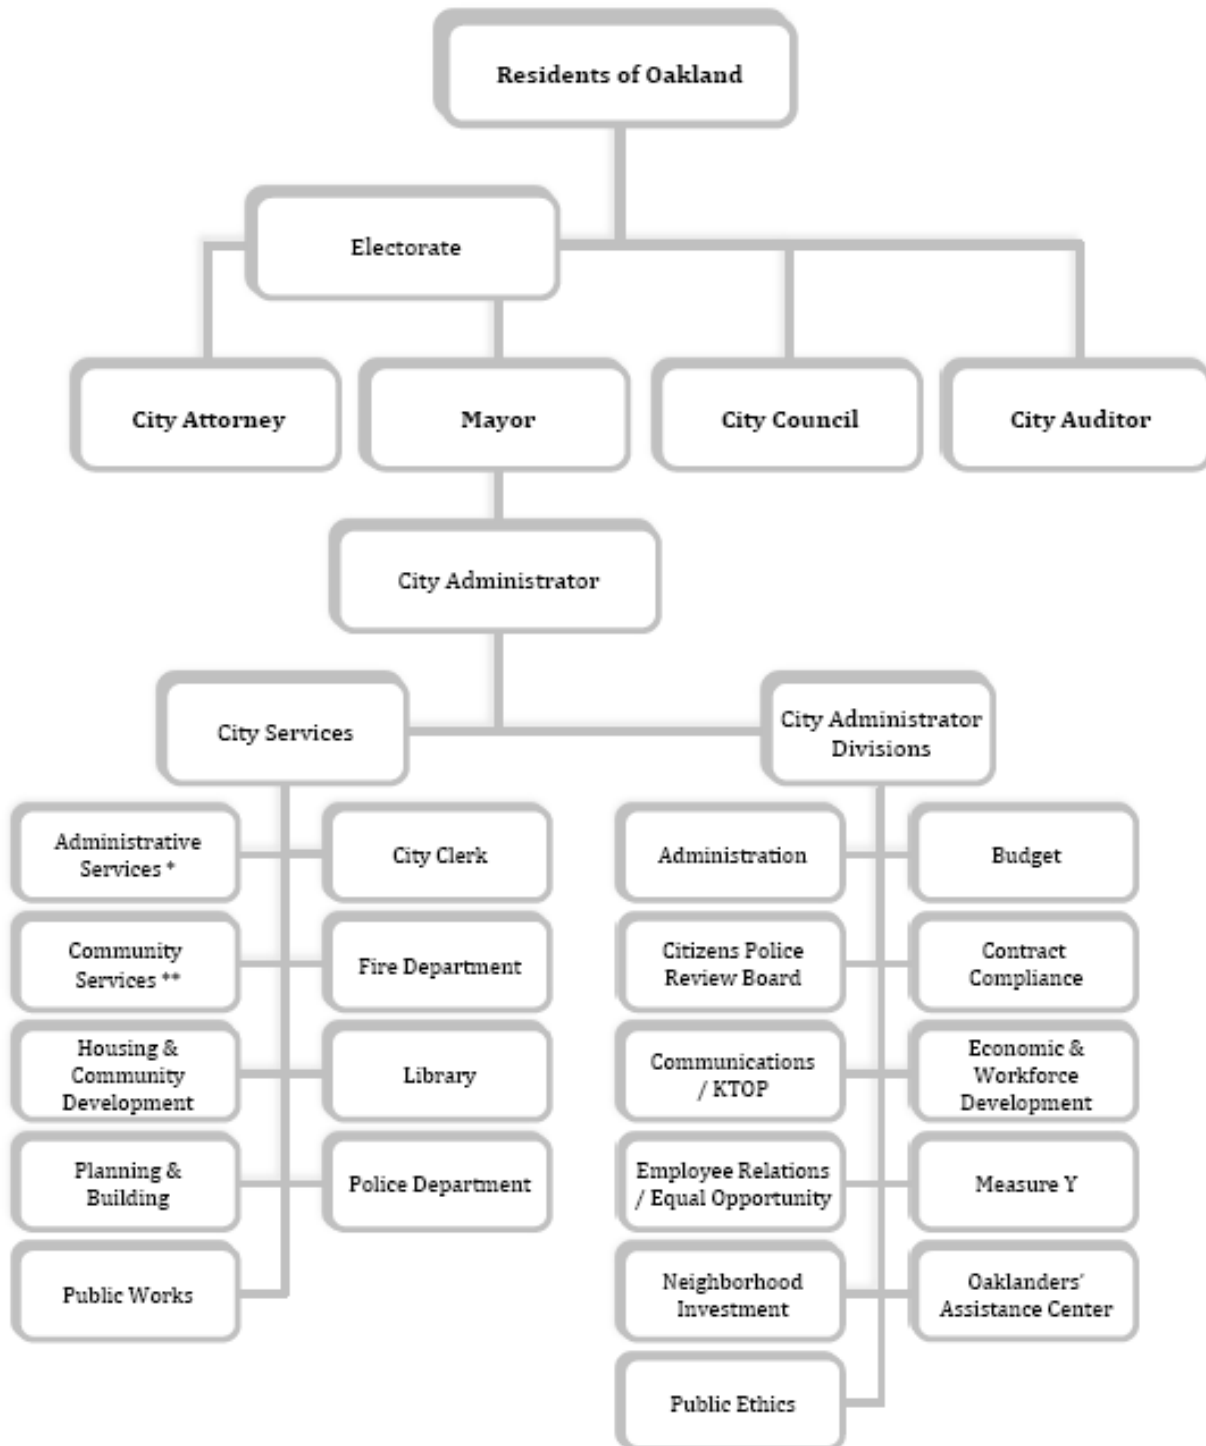 Residents of Oakland
Electorate
City Attorney
Mayor
City Council
City Auditor
City Administrator
City Services
City Administrator
Divisions
Administrative
Services *
City Clerk
Administration
Budget
Community
Services **
Fire Department
Citizens Police
Review Board
Contract
Compliance
Housing &
Community
Development
Library
Communications
/ KTOP
Economic &
Workforce
Development
Planning &
Building
Police Department
Employee Relations
/ Equal Opportunity
Measure Y
Public Works
Neighborhood
Investment
Oaklanders'
Assistance Center
Public Ethics